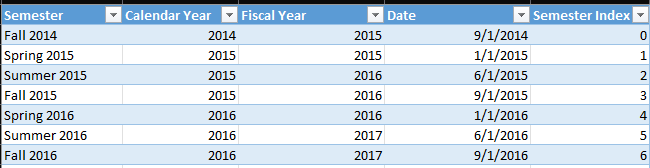 Semester Calendar Year Fiscal Year Date Semester Index
Fall 2014 2014 2015 9/1/2014 0
Spring 2015 2015 2015 1/1/2015 1
Summer 2015 2015 2016 6/1/2015 2
Fall 2015 2015 2016 9/1/2015 3
Spring 2016 2016 2016 1/1/2016 4
Summer 2016 2016 2017 6/1/2016 5
Fall 2016 2016 2017 9/1/2016 6